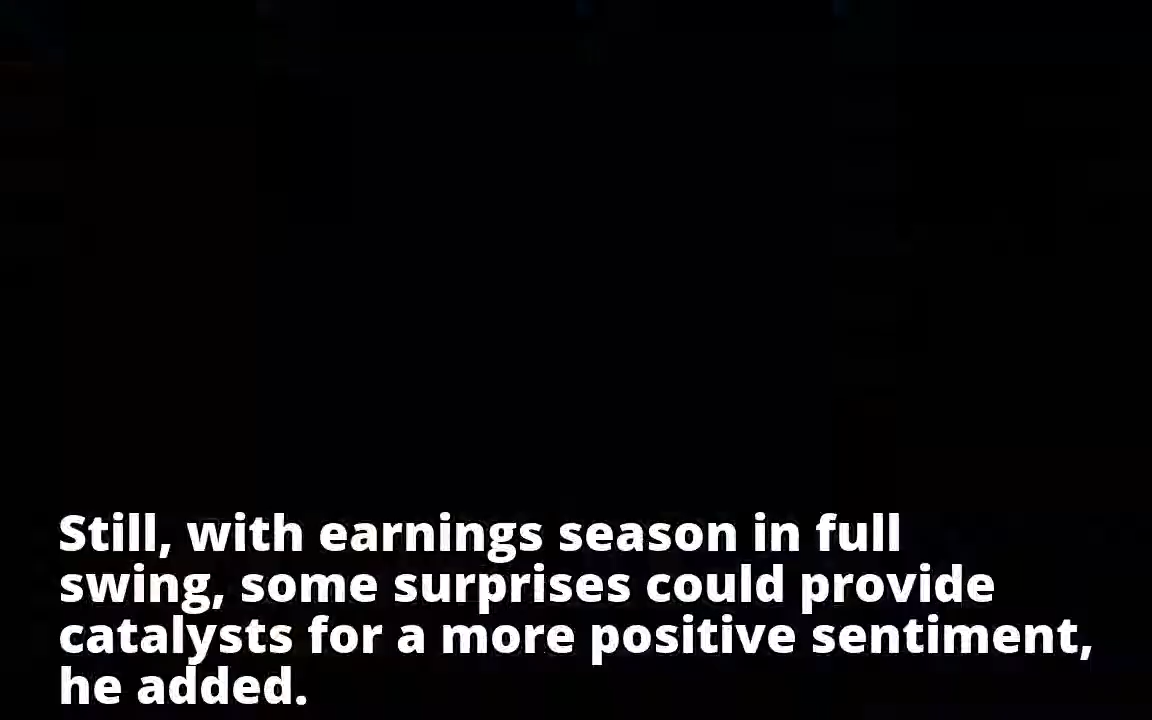 Still, with earnings season in full
swing, some surprises could provide
catalysts for a more positive sentiment,
he added.